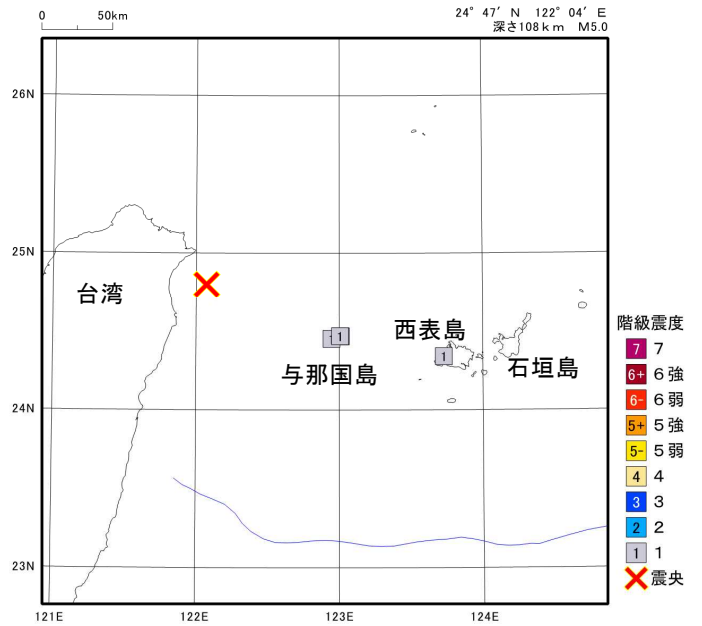 0 50km
24° 47′ N 122° 04′ E
深さ108km M5.0
26N
25N
台湾
西表島
1 1
1
与那国島
石垣島
24N
23N
121E 122E 123E 124E
階級震度
7 7
6+ 6強
6- 6弱
5+ 5強
5- 5弱
4 4
3 3
2 2
1 1
震央